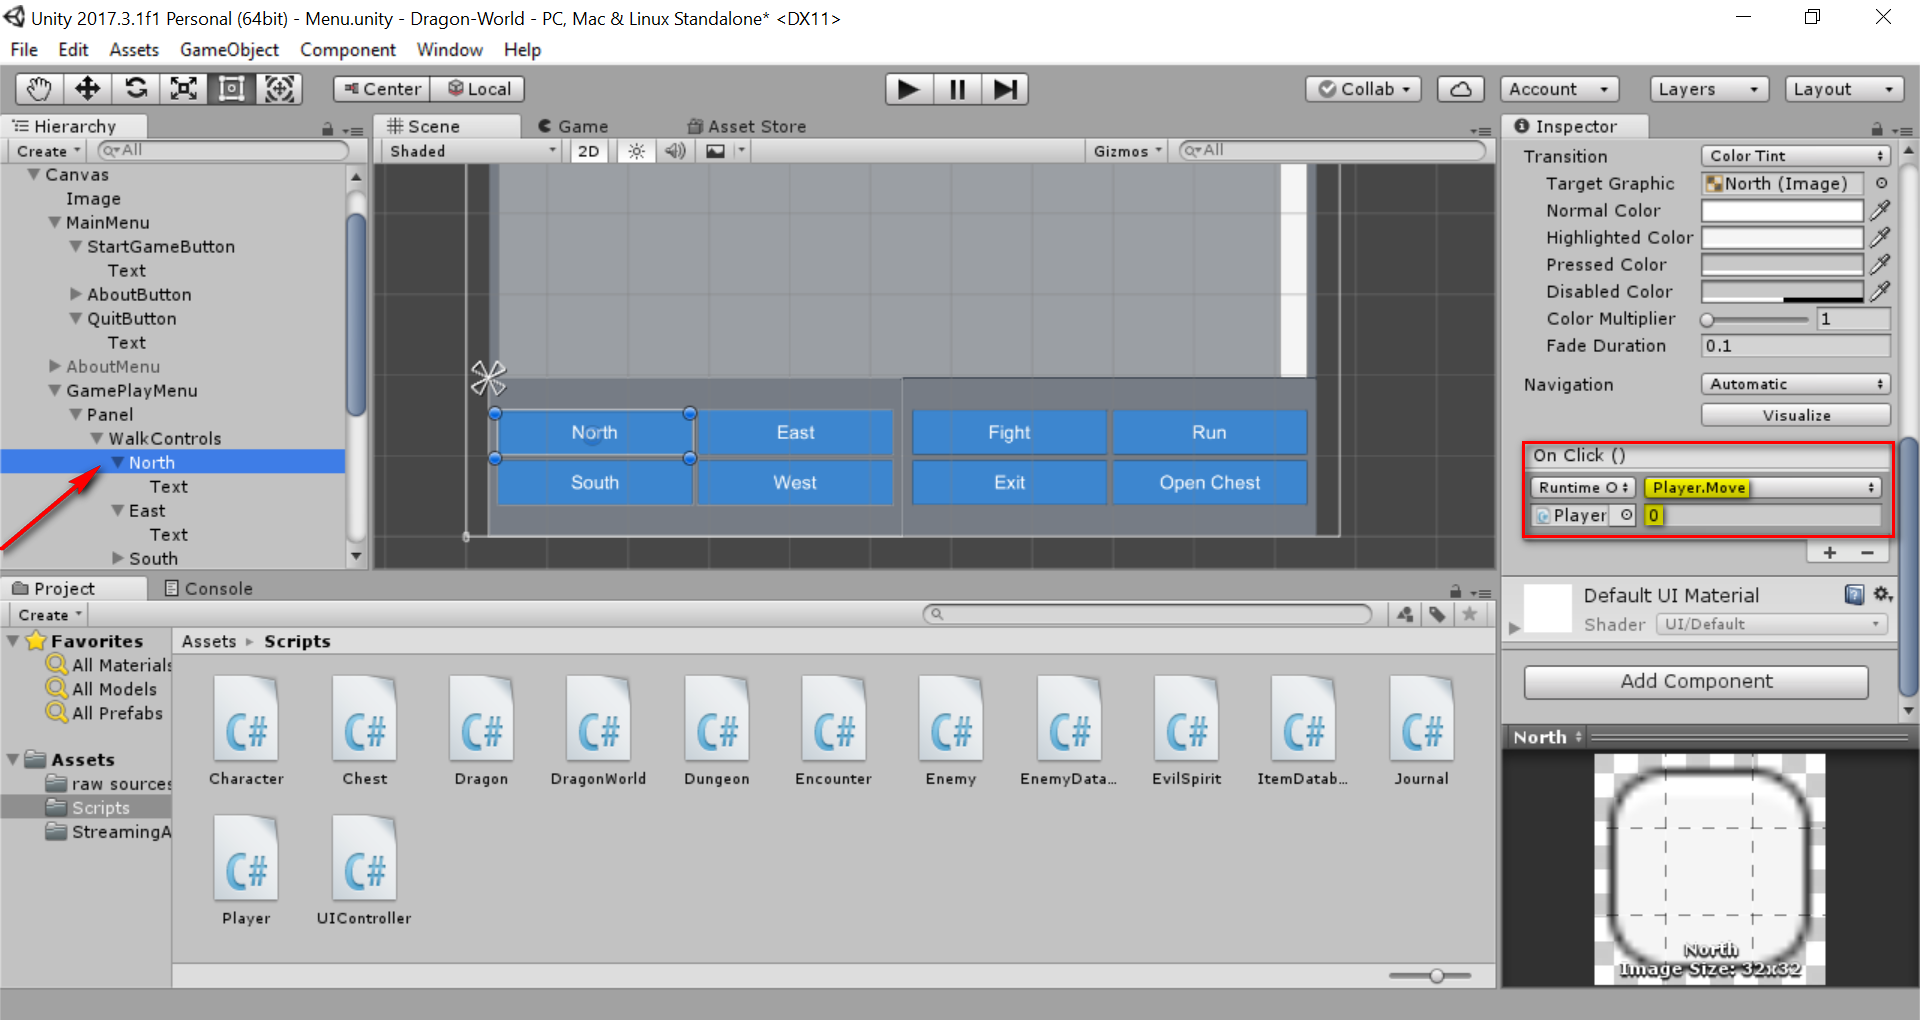 Unity 2017.3.1f1 Personal (64bit) - Menu.unity - Dragon-World - PC, Mac & Linux Standalone* <DX11>
File Edit Assets GameObject Component Window Help
Center Local Collab Account Layers Layout
Hierarchy
Create All
Canvas
Image
MainMenu
StartGameButton
Text
AboutButton
QuitButton
Text
AboutMenu
GamePlayMenu
Panel
WalkControls
North
Text
East
Text
South
Scene Game Asset Store
Shaded 2D Gizmos All
North East Fight Run
South West Exit Open Chest
Inspector
Transition Color Tint
Target Graphic North (Image)
Normal Color
Highlighted Color
Pressed Color
Disabled Color
Color Multiplier 1
Fade Duration 0.1
Navigation Automatic
Visualize
On Click ()
Runtime O Player.Move
Player 0
+ −
Default UI Material
Shader UI/Default
Add Component
North
North
Image Size: 32x32
Project Console
Create
Favorites
All Materials
All Models
All Prefabs
Assets
raw sources
Scripts
StreamingA
Assets Scripts
C# C# C# C# C# C# C# C# C# C# C#
Character Chest Dragon DragonWorld Dungeon Encounter Enemy EnemyData... EvilSpirit ItemDatab... Journal
C# C#
Player UIController